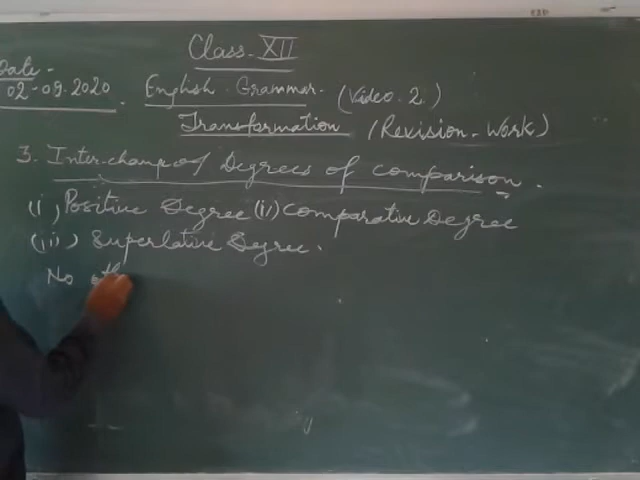 Class - XII
Date -
02-09-2020
English Grammar - (Video 2.)
Transformation (Revision - Work)
3. Inter-change of Degrees of comparison.
(i) Positive Degree (ii) Comparative Degree
(iii) Superlative Degree.
No oth